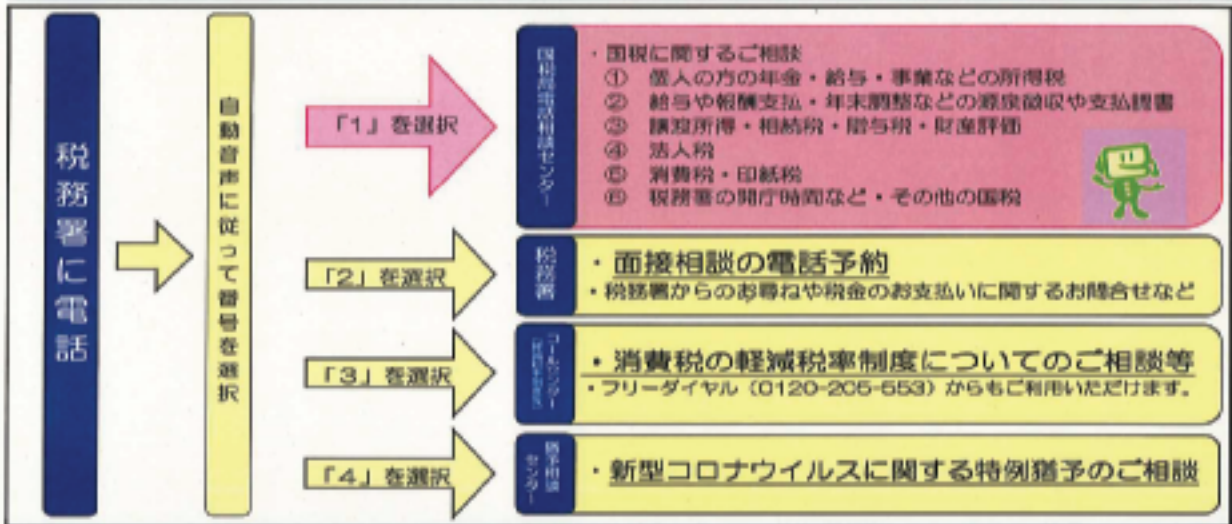 税務署に電話
自動音声に従って番号を選択
「1」を選択
国税局電話相談センター
・国税に関するご相談
① 個人の方の年金・給与・事業などの所得税
② 給与や報酬支払・年末調整などの源泉徴収や支払調書
③ 譲渡所得・相続税・贈与税・財産評価
④ 法人税
⑤ 消費税・印紙税
⑥ 税務署の開庁時間など・その他の国税
「2」を選択
税務署
・面接相談の電話予約
・税務署からのお尋ねや税金のお支払いに関するお問合せなど
「3」を選択
コールセンター
・消費税の軽減税率制度についてのご相談等
・フリーダイヤル（0120-205-553）からもご利用いただけます。
「4」を選択
猶予相談
センター
・新型コロナウイルスに関する特例猶予のご相談